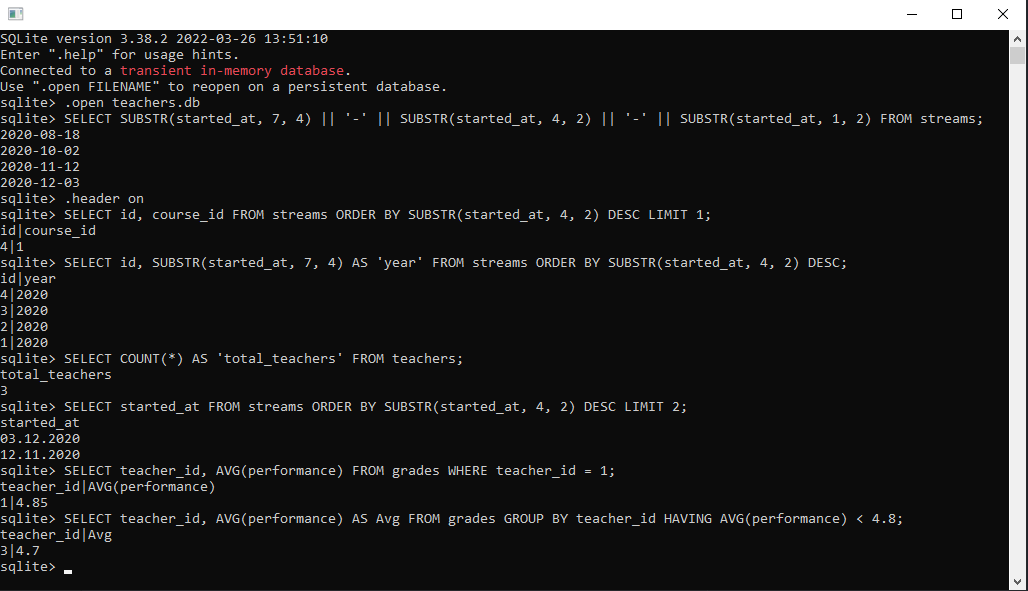 SQLite version 3.38.2 2022-03-26 13:51:10
Enter ".help" for usage hints.
Connected to a transient in-memory database.
Use ".open FILENAME" to reopen on a persistent database.
sqlite> .open teachers.db
sqlite> SELECT SUBSTR(started_at, 7, 4) || '-' || SUBSTR(started_at, 4, 2) || '-' || SUBSTR(started_at, 1, 2) FROM streams;
2020-08-18
2020-10-02
2020-11-12
2020-12-03
sqlite> .header on
sqlite> SELECT id, course_id FROM streams ORDER BY SUBSTR(started_at, 4, 2) DESC LIMIT 1;
id|course_id
4|1
sqlite> SELECT id, SUBSTR(started_at, 7, 4) AS 'year' FROM streams ORDER BY SUBSTR(started_at, 4, 2) DESC;
id|year
4|2020
3|2020
2|2020
1|2020
sqlite> SELECT COUNT(*) AS 'total_teachers' FROM teachers;
total_teachers
3
sqlite> SELECT started_at FROM streams ORDER BY SUBSTR(started_at, 4, 2) DESC LIMIT 2;
started_at
03.12.2020
12.11.2020
sqlite> SELECT teacher_id, AVG(performance) FROM grades WHERE teacher_id = 1;
teacher_id|AVG(performance)
1|4.85
sqlite> SELECT teacher_id, AVG(performance) AS Avg FROM grades GROUP BY teacher_id HAVING AVG(performance) < 4.8;
teacher_id|Avg
3|4.7
sqlite>